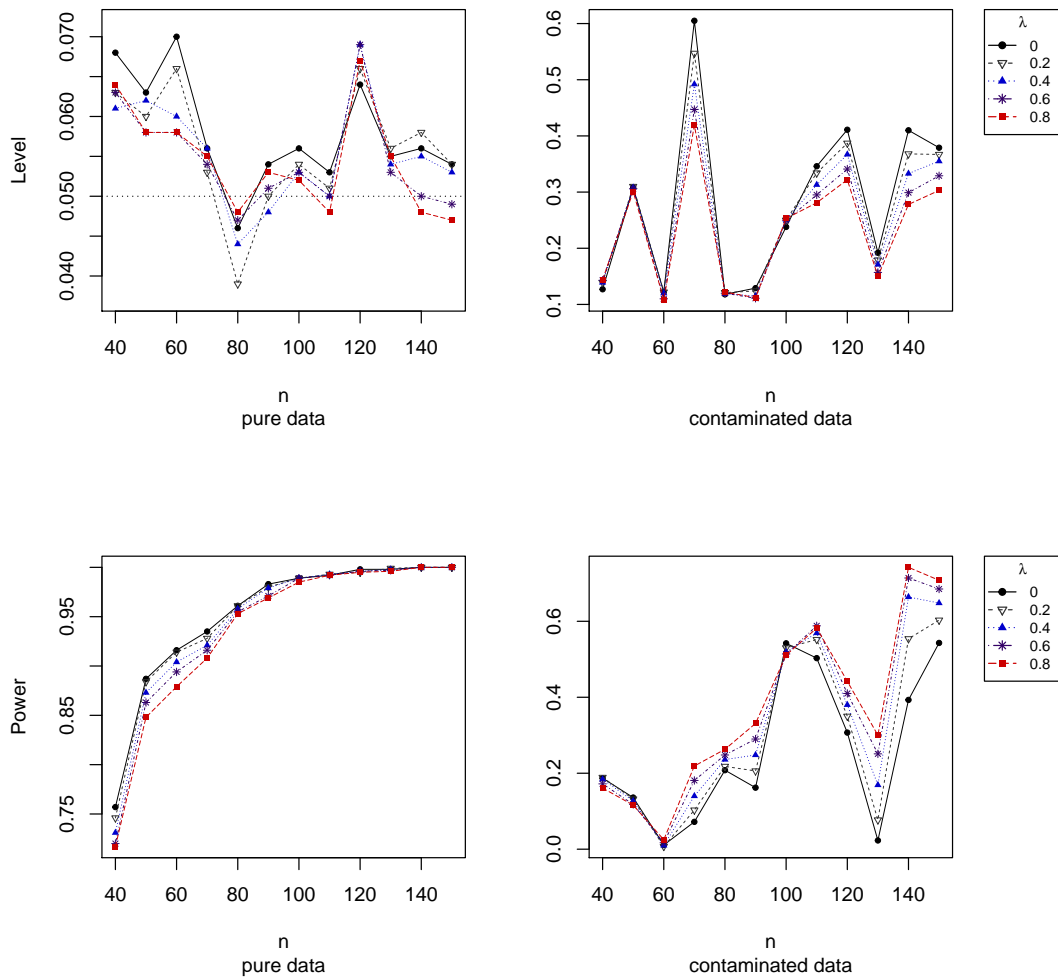 Level
0.040 0.050 0.060 0.070
40 60 80 100 120 140
n
pure data
0.1 0.2 0.3 0.4 0.5 0.6
40 60 80 100 120 140
n
contaminated data
λ
0
0.2
0.4
0.6
0.8
Power
0.75 0.85 0.95
40 60 80 100 120 140
n
pure data
0.0 0.2 0.4 0.6
40 60 80 100 120 140
n
contaminated data
λ
0
0.2
0.4
0.6
0.8